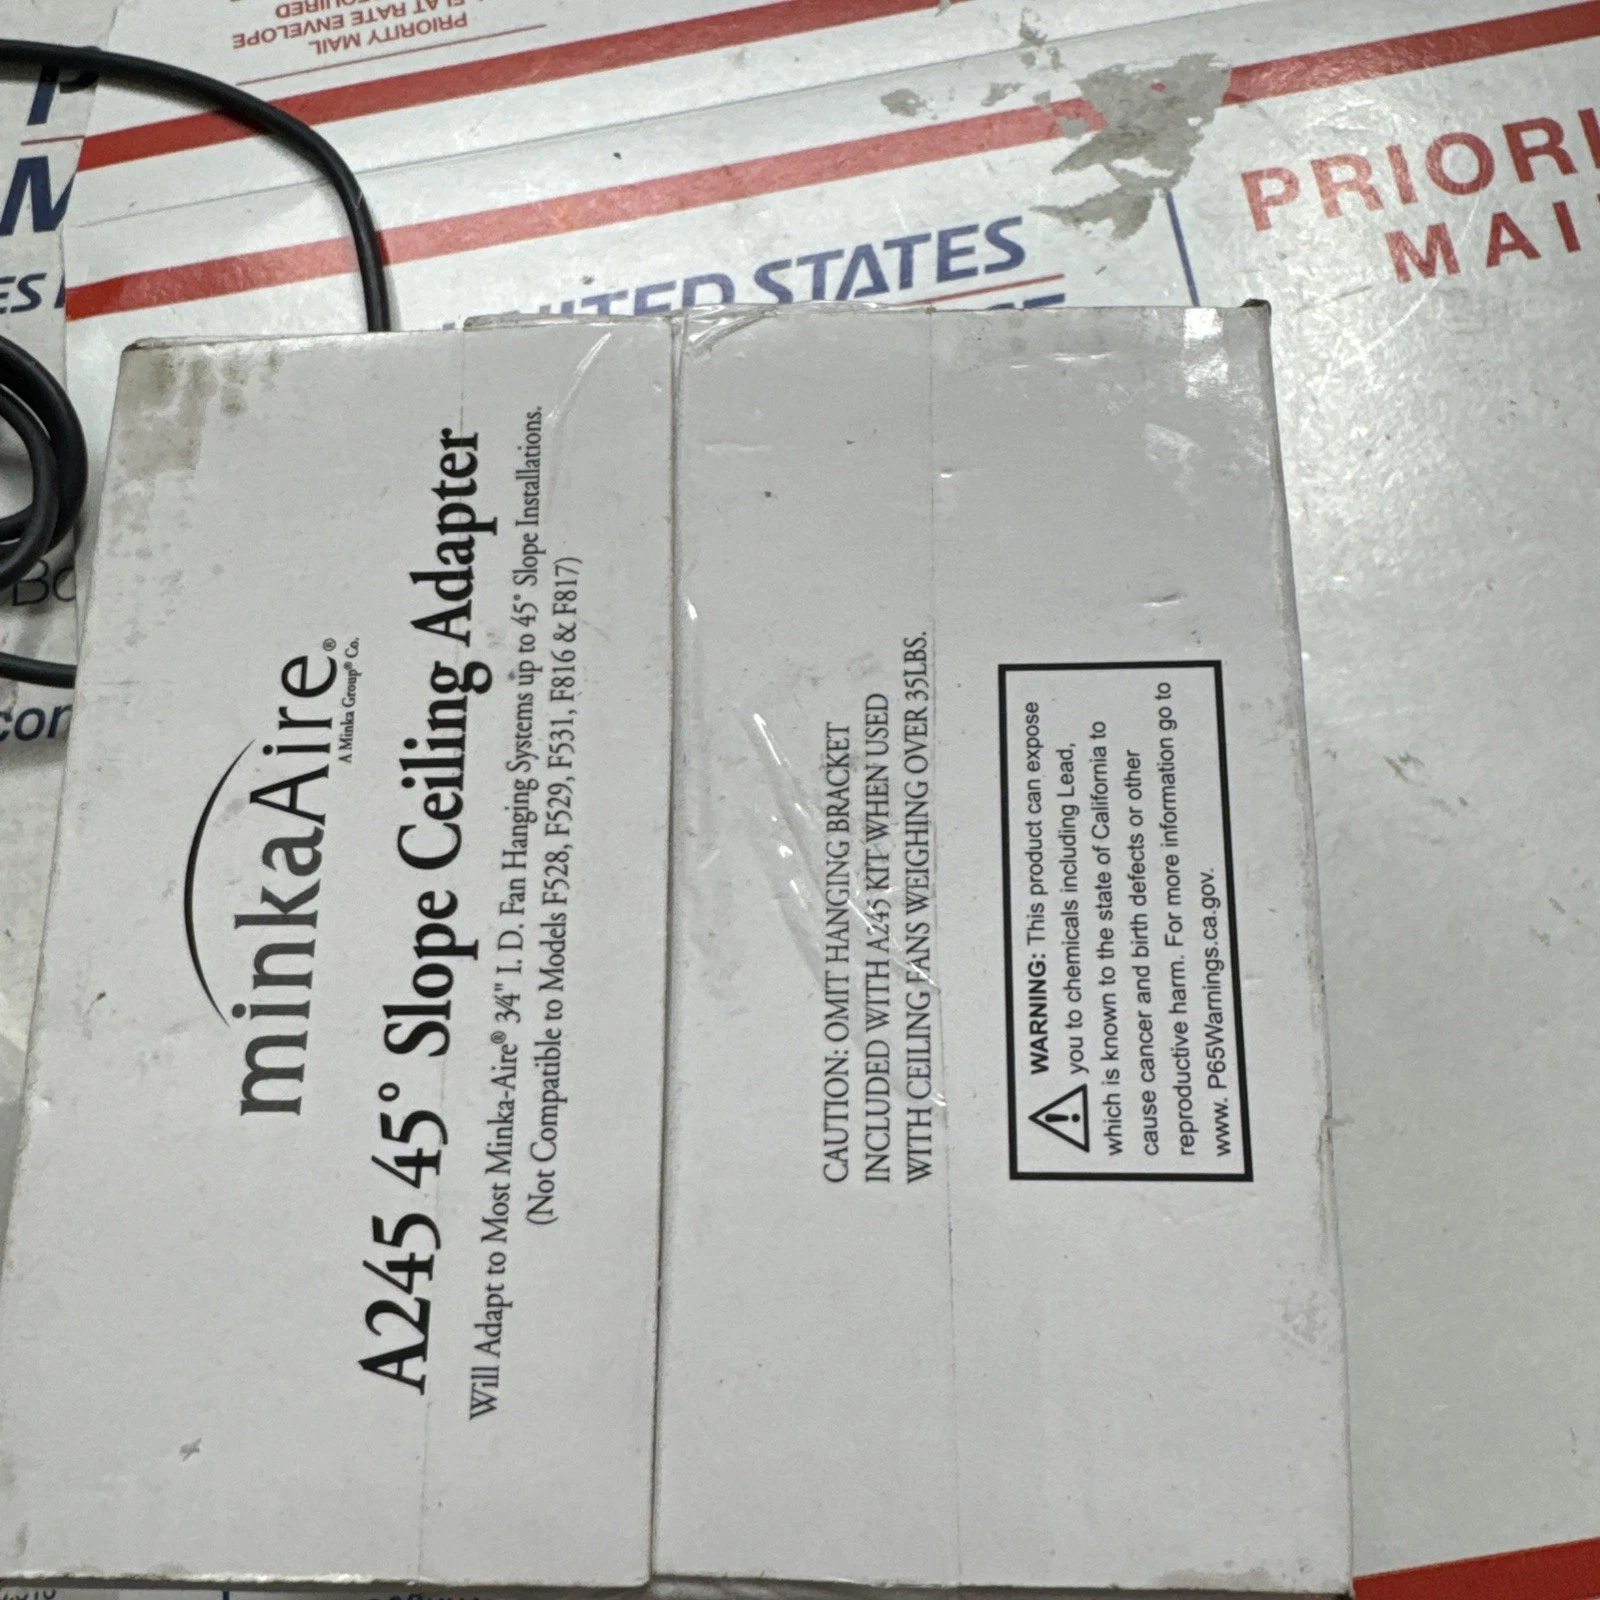 minkaAire®
A Minka Group® Co.
A245 45° Slope Ceiling Adapter
Will Adapt to Most Minka-Aire® 3/4" I. D. Fan Hanging Systems up to 45° Slope Installations.
(Not Compatible to Models F528, F529, F531, F816 & F817)
CAUTION: OMIT HANGING BRACKET
INCLUDED WITH A245 KIT WHEN USED
WITH CEILING FANS WEIGHING OVER 35LBS.
WARNING: This product can expose
you to chemicals including Lead,
which is known to the state of California to
cause cancer and birth defects or other
reproductive harm. For more information go to
www. P65Warnings.ca.gov.
PRIORITY MAIL
FLAT RATE ENVELOPE
UNITED STATES
PRIORI
MAI